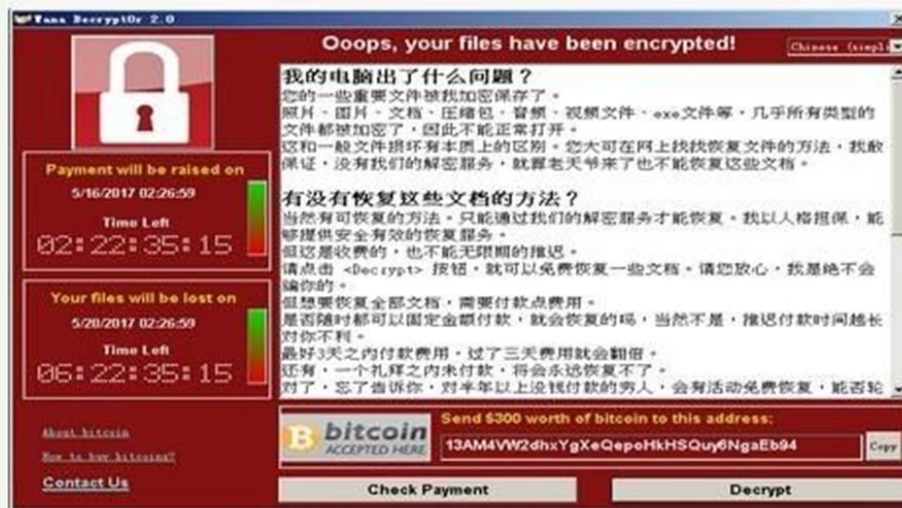 Wana Decrypt0r 2.0
Ooops, your files have been encrypted!
Chinese (simpl
我的电脑出了什么问题？
您的一些重要文件被我加密保存了。
照片、图片、文档、压缩包、音频、视频文件、exe文件等，几乎所有类型的
文件都被加密了，因此不能正常打开。
这和一般文件损坏有本质上的区别。您大可在网上找找恢复文件的方法，我敢
保证，没有我们的解密服务，就算老天爷来了也不能恢复这些文档。
有没有恢复这些文档的方法？
当然有可恢复的方法。只能通过我们的解密服务才能恢复。我以人格担保，能
够提供安全有效的恢复服务。
但这是收费的，也不能无限期的推迟。
请点击 <Decrypt> 按钮，就可以免费恢复一些文档。请您放心，我是绝不会
骗你的。
但想要恢复全部文档，需要付款点费用。
是否随时都可以固定金额付款，就会恢复的吗，当然不是，推迟付款时间越长
对你不利。
最好3天之内付款费用，过了三天费用就会翻倍。
还有，一个礼拜之内未付款，将会永远恢复不了。
对了，忘了告诉你，对半年以上没钱付款的穷人，会有活动免费恢复，能否轮
Payment will be raised on
5/16/2017 02:26:59
Time Left
02:22:35:15
Your files will be lost on
5/20/2017 02:26:59
Time Left
06:22:35:15
About bitcoin
How to buy bitcoins?
Contact Us
bitcoin
ACCEPTED HERE
Send $300 worth of bitcoin to this address:
13AM4VW2dhxYgXeQepoHkHSQuy6NgaEb94
Copy
Check Payment
Decrypt